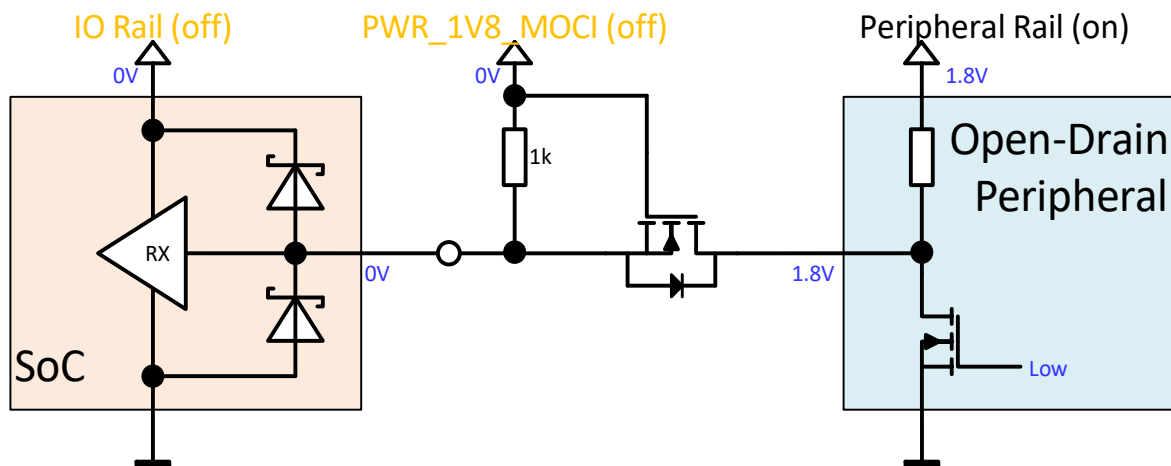 IO Rail (off)
PWR_1V8_MOCI (off)
Peripheral Rail (on)
0V
0V
1.8V
1k
Open-Drain
Peripheral
RX
0V
1.8V
SoC
Low